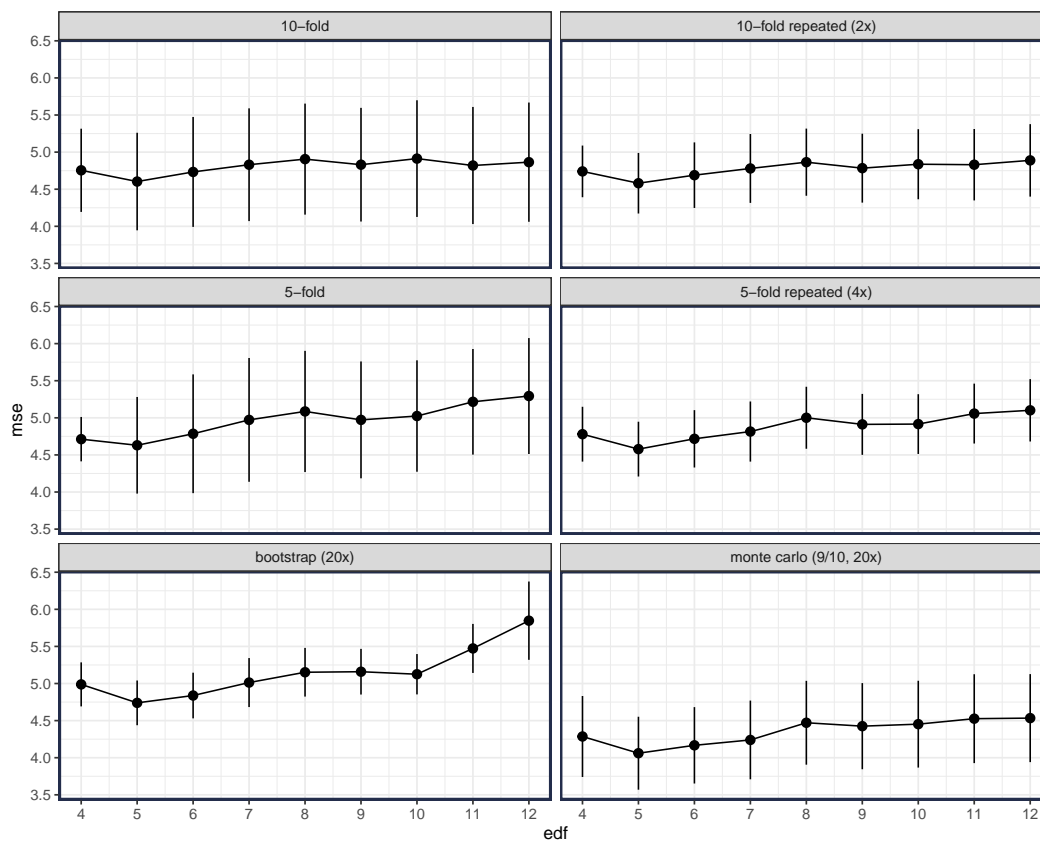 10−fold
10−fold repeated (2x)
6.5
6.0
5.5
5.0
4.5
4.0
3.5
5−fold
5−fold repeated (4x)
6.5
6.0
5.5
5.0
4.5
4.0
3.5
mse
bootstrap (20x)
monte carlo (9/10, 20x)
6.5
6.0
5.5
5.0
4.5
4.0
3.5
4 5 6 7 8 9 10 11 12
4 5 6 7 8 9 10 11 12
edf